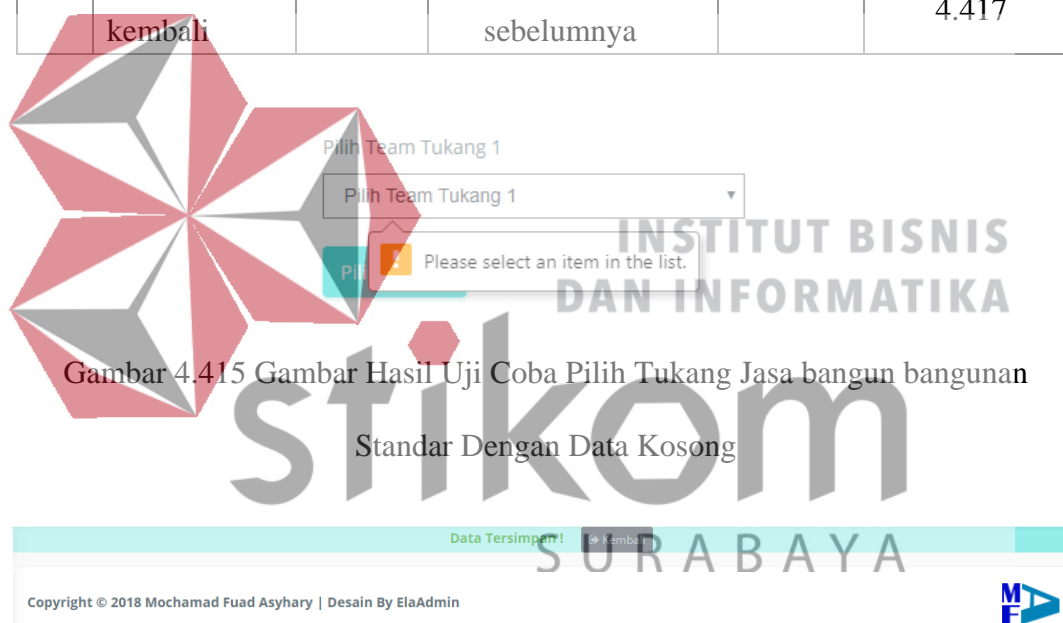 4.417
kembali sebelumnya
Pilih Team Tukang 1
Pilih Team Tukang 1
INSTITUT BISNIS
Pili
Please select an item in the list.
DAN INFORMATIKA
Gambar 4.415 Gambar Hasil Uji Coba Pilih Tukang Jasa bangun bangunan
stikom
Standar Dengan Data Kosong
Data Tersimpan ! Kembali
SURABAYA
Copyright © 2018 Mochamad Fuad Asyhary | Desain By ElaAdmin